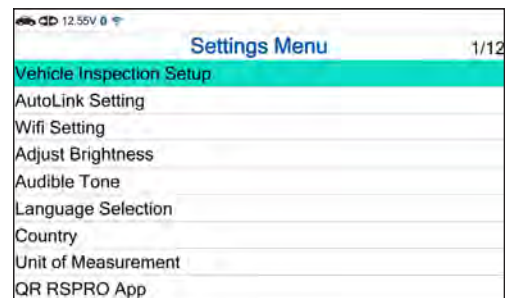 12.55V
Settings Menu 1/12
Vehicle Inspection Setup
AutoLink Setting
Wifi Setting
Adjust Brightness
Audible Tone
Language Selection
Country
Unit of Measurement
QR RSPRO App